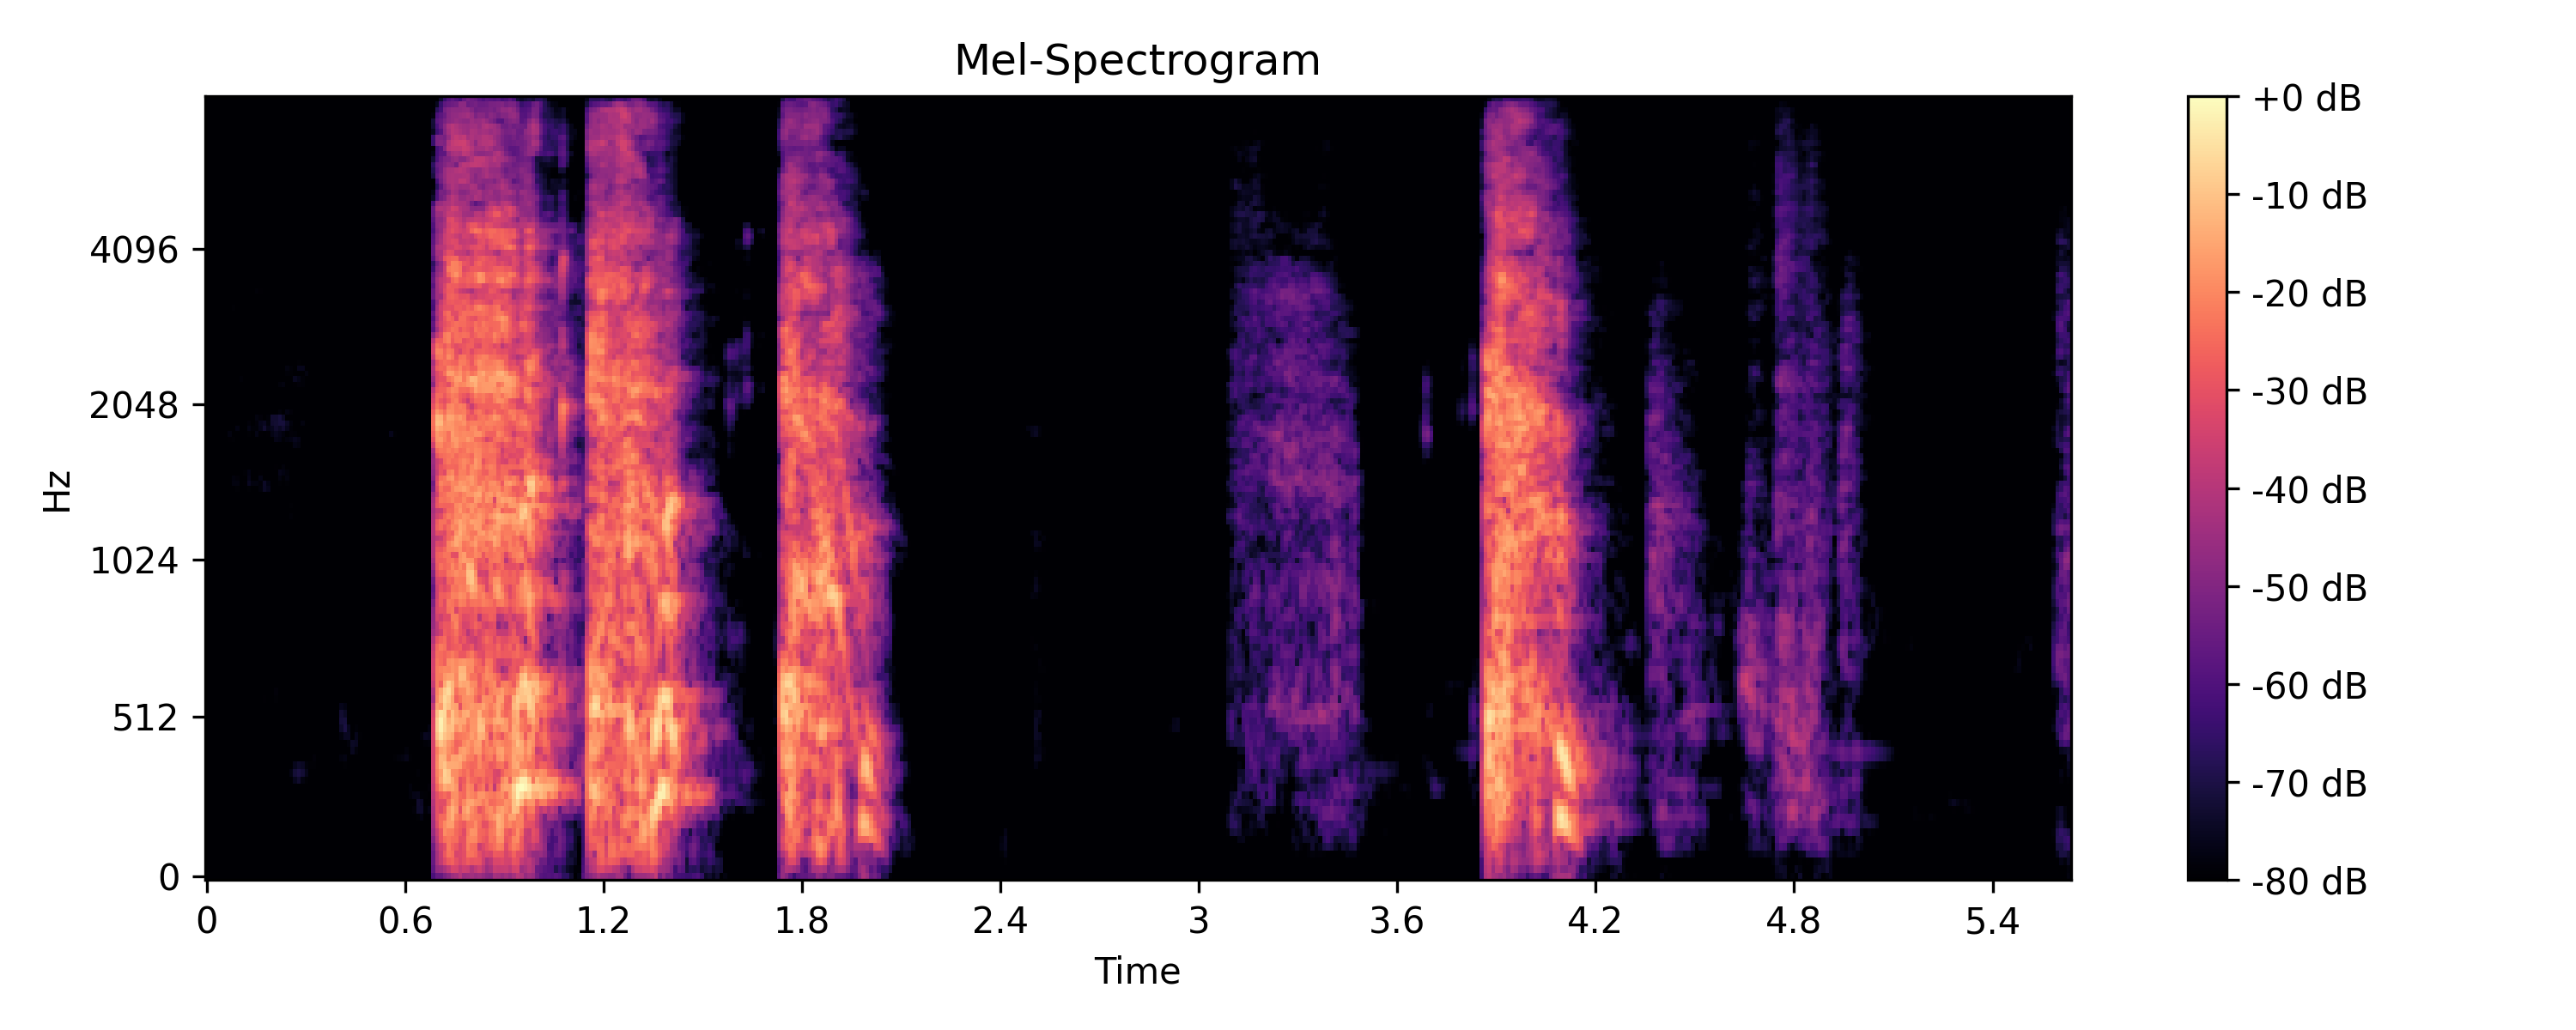 Mel-Spectrogram
+0 dB
-10 dB
-20 dB
-30 dB
-40 dB
-50 dB
-60 dB
-70 dB
-80 dB
4096
2048
1024
512
0
Hz
0 0.6 1.2 1.8 2.4 3 3.6 4.2 4.8 5.4
Time